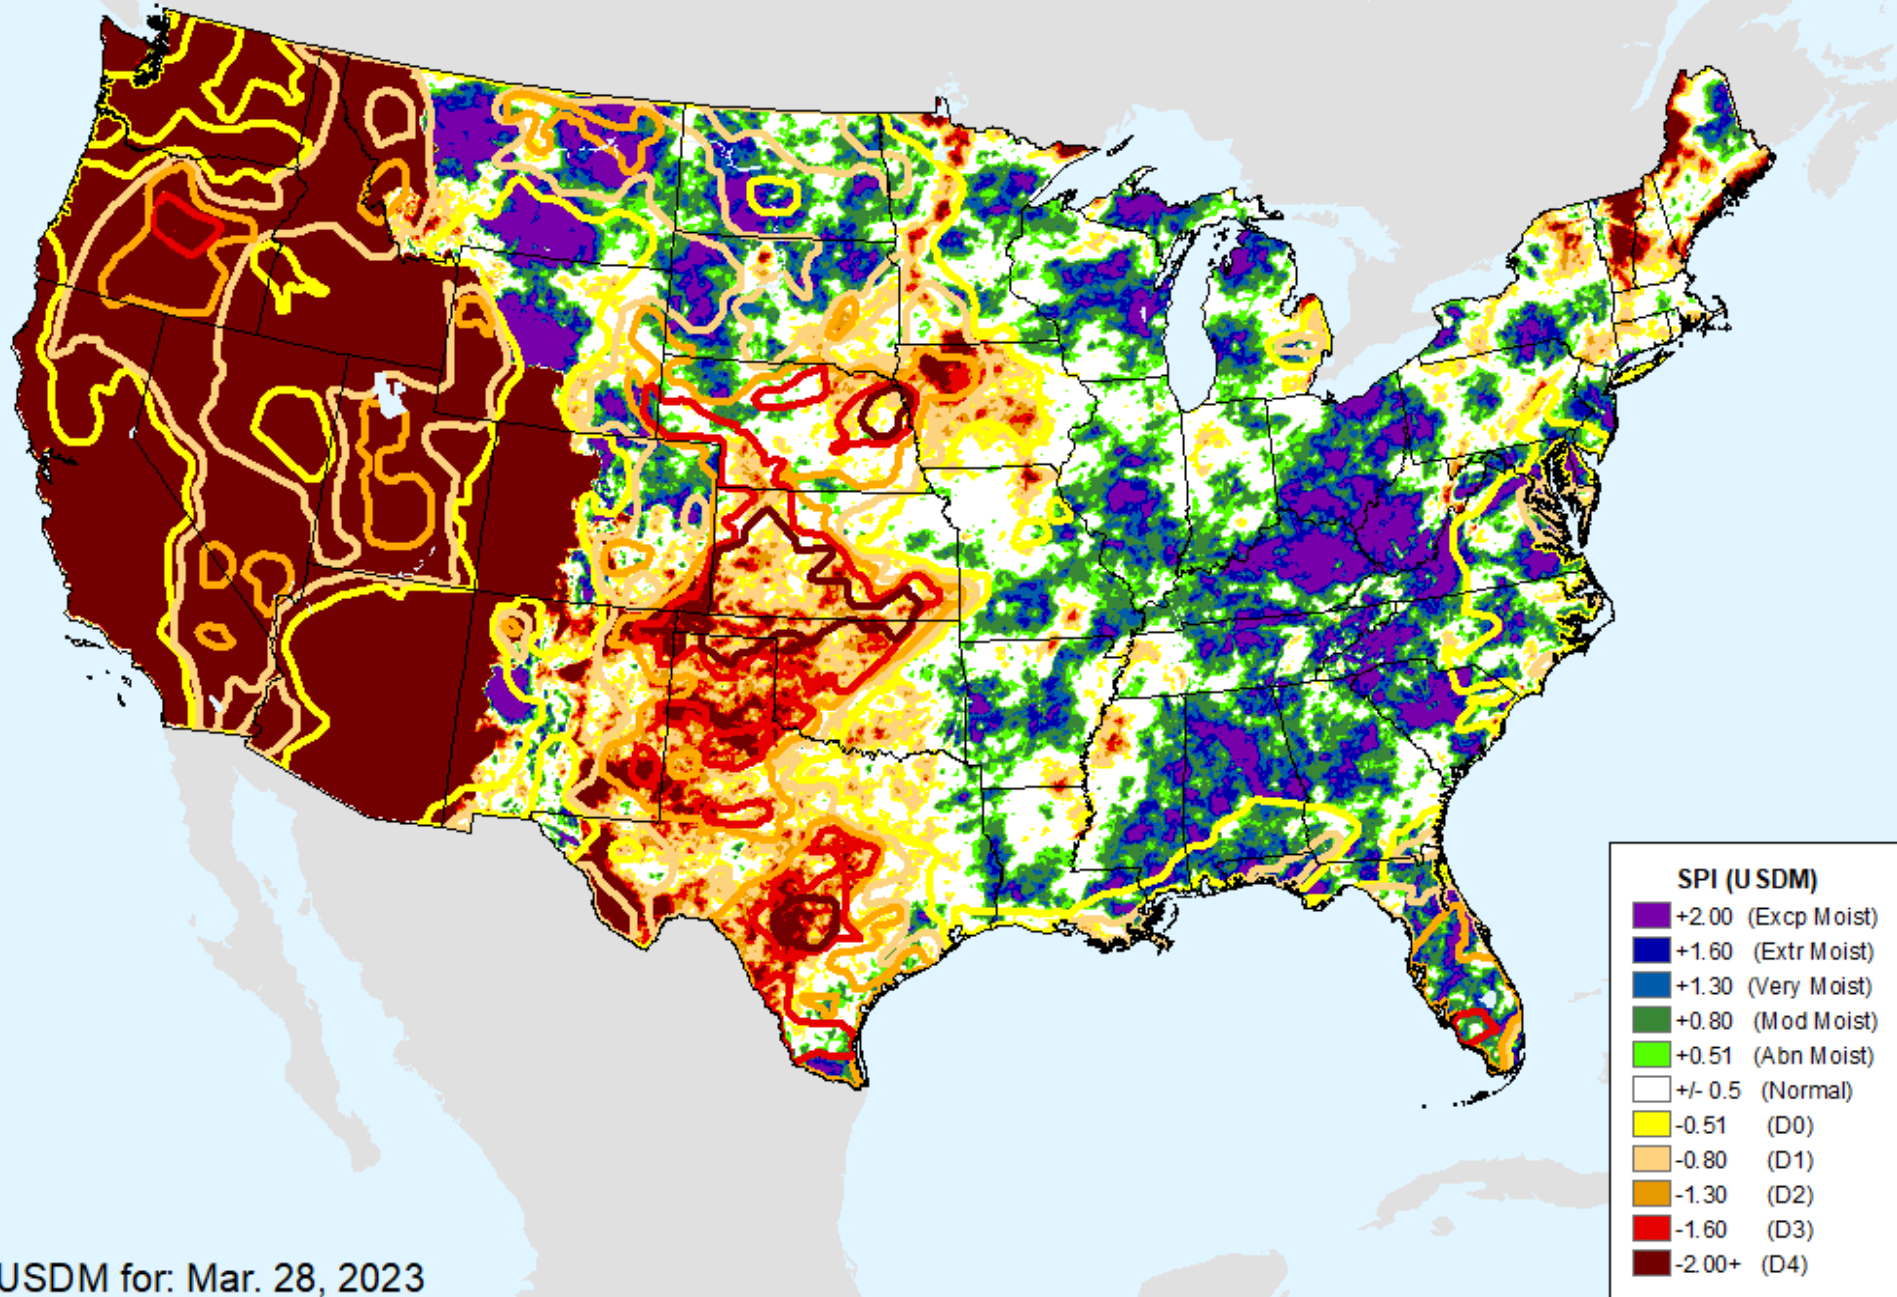 SPI (USDM)
+2.00 (Excp Moist)
+1.60 (Extr Moist)
+1.30 (Very Moist)
+0.80 (Mod Moist)
+0.51 (Abn Moist)
+/- 0.5 (Normal)
-0.51 (D0)
-0.80 (D1)
-1.30 (D2)
-1.60 (D3)
-2.00+ (D4)
USDM for: Mar. 28, 2023